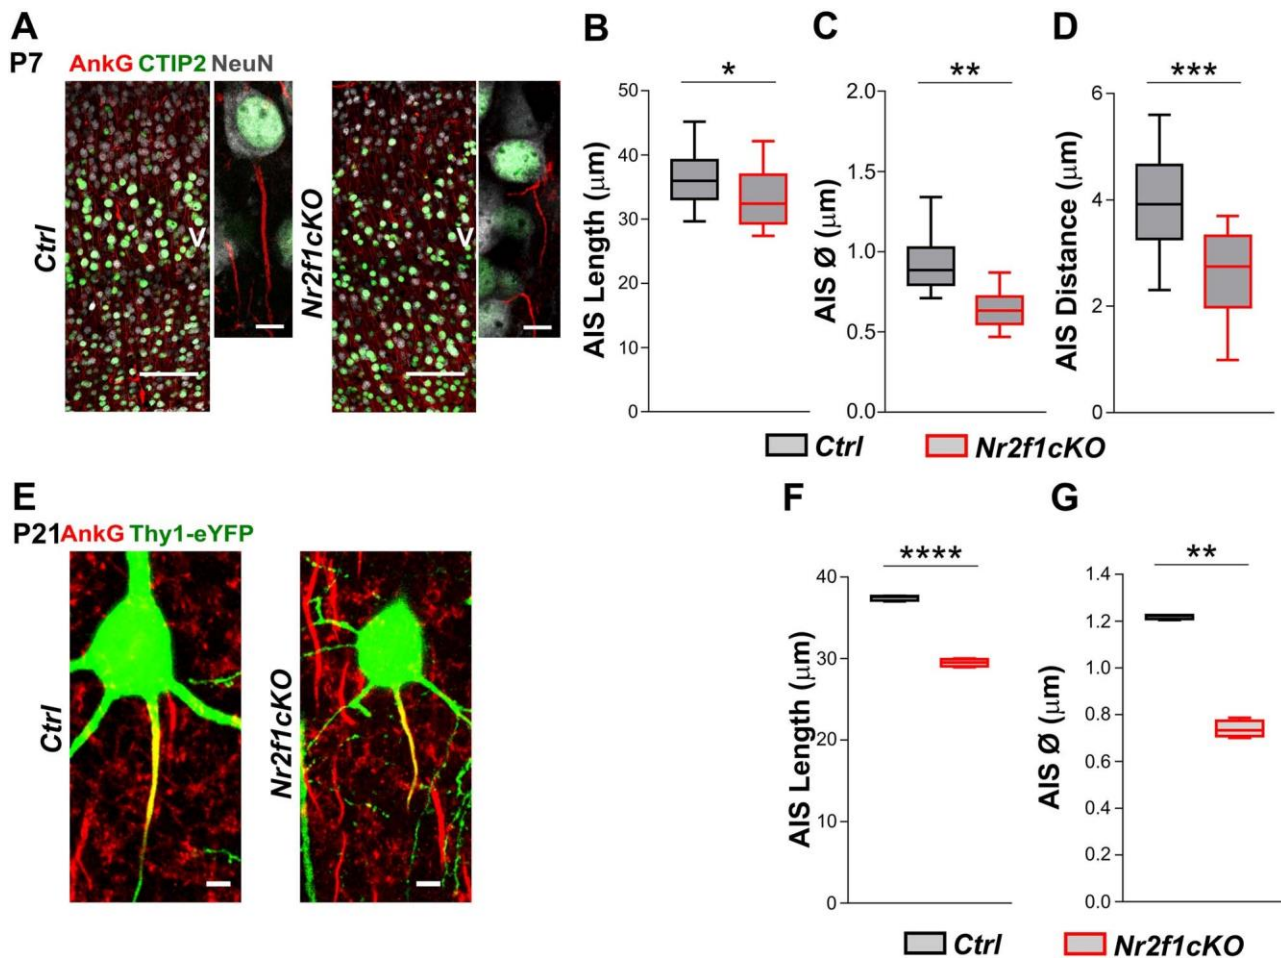 A
P7 AnkG CTIP2 NeuN
Ctrl
V
Nr2f1cKO
V
B
*
AIS Length (μm)
50
40
30
20
10
0
C
**
AIS Ø (μm)
2.0
1.5
1.0
0.5
0.0
D
***
AIS Distance (μm)
6
4
2
0
Ctrl
Nr2f1cKO
E
P21 AnkG Thy1-eYFP
Ctrl
Nr2f1cKO
F
****
AIS Length (μm)
40
30
20
10
0
G
**
AIS Ø (μm)
1.4
1.2
1.0
0.8
0.6
0.4
0.2
0.0
Ctrl
Nr2f1cKO